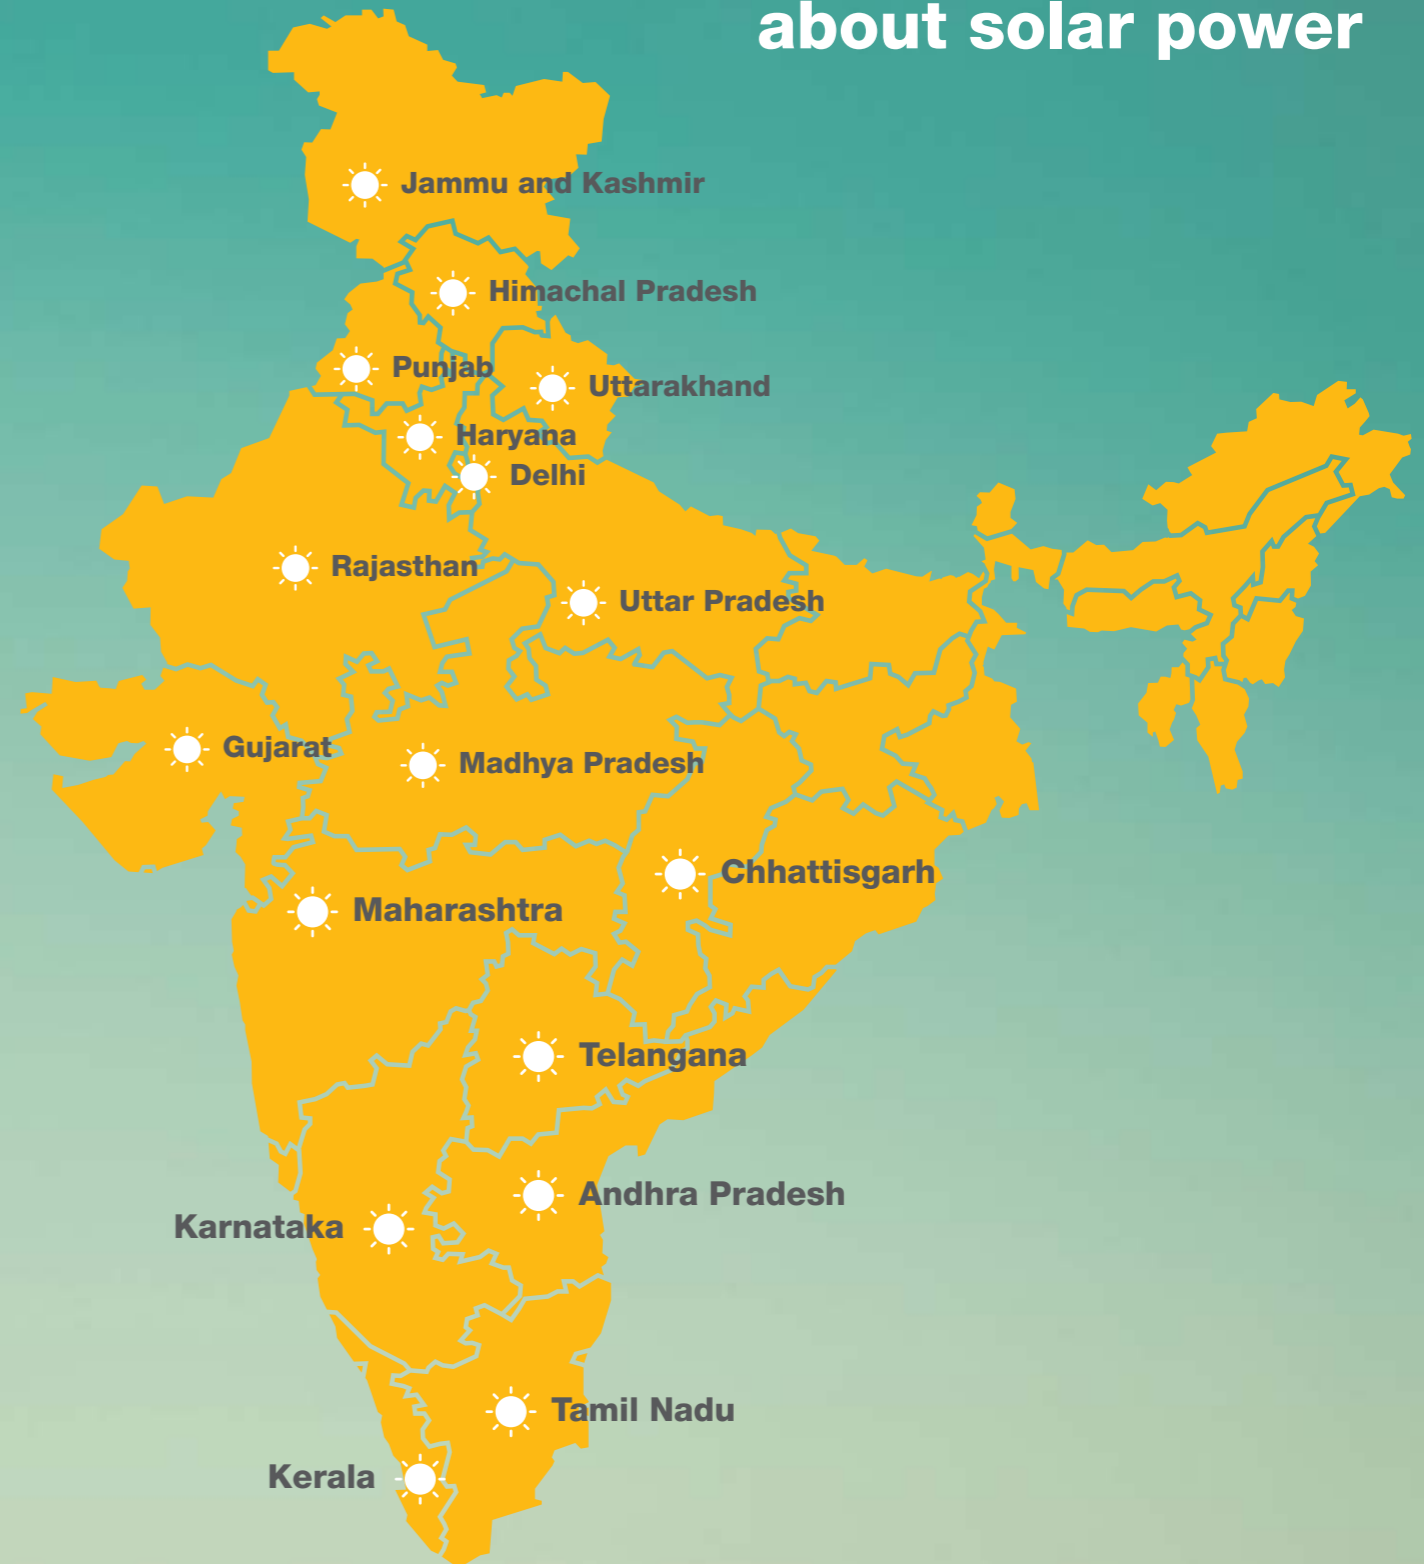 about solar power
Jammu and Kashmir
Himachal Pradesh
Punjab
Uttarakhand
Haryana
Delhi
Rajasthan
Uttar Pradesh
Gujarat
Madhya Pradesh
Chhattisgarh
Maharashtra
Telangana
Andhra Pradesh
Karnataka
Tamil Nadu
Kerala